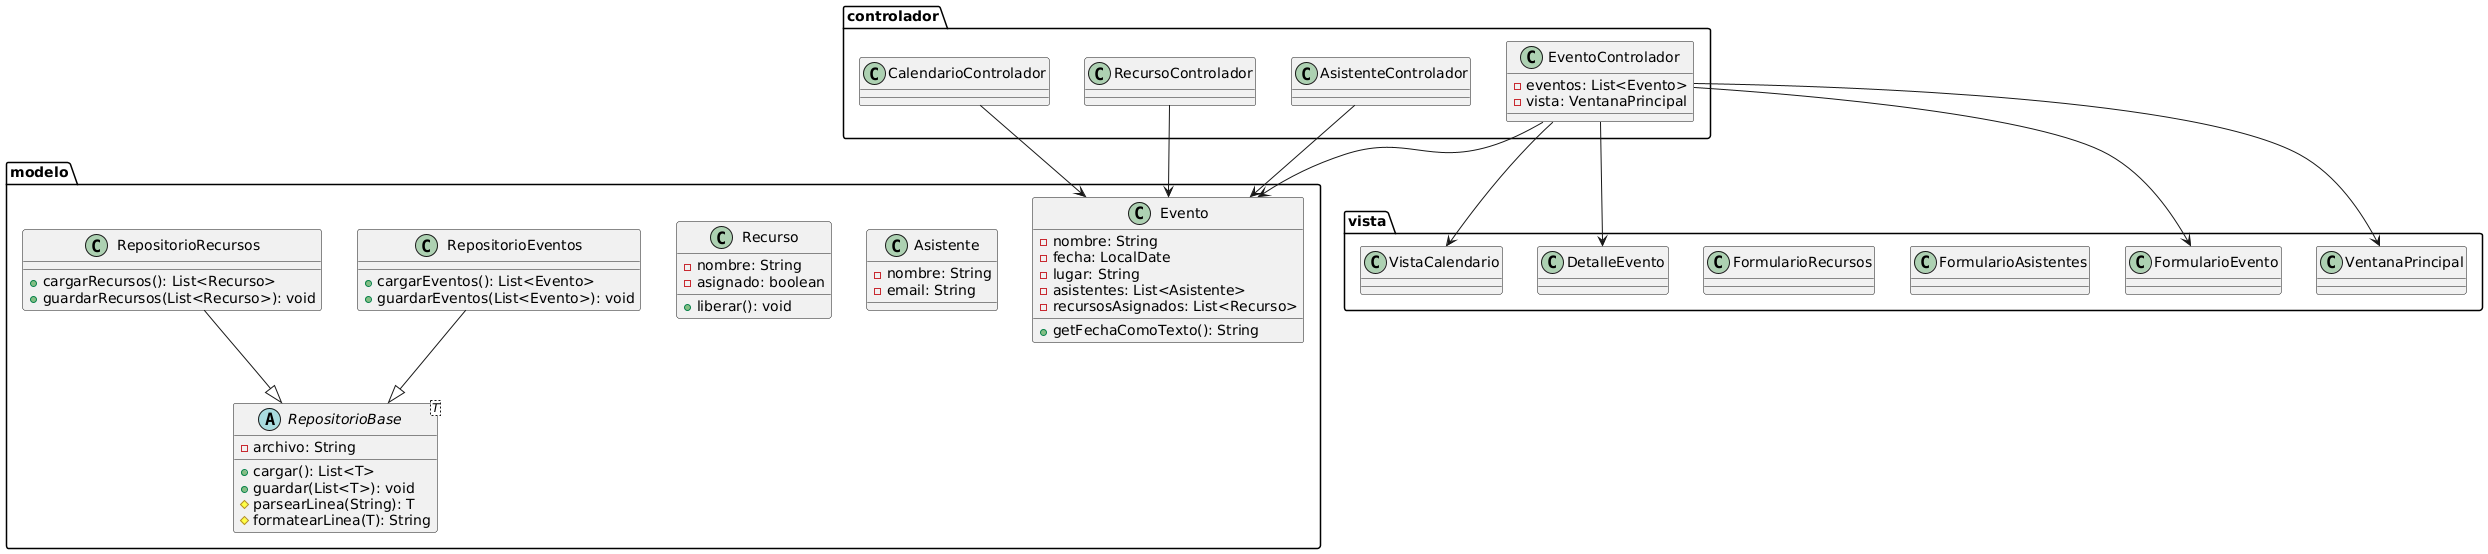 controlador
C CalendarioControlador
C RecursoControlador
C AsistenteControlador
C EventoControlador
eventos: List<Evento>
vista: VentanaPrincipal
modelo
C RepositorioRecursos
cargarRecursos(): List<Recurso>
guardarRecursos(List<Recurso>): void
C RepositorioEventos
cargarEventos(): List<Evento>
guardarEventos(List<Evento>): void
C Recurso
nombre: String
asignado: boolean
liberar(): void
C Asistente
nombre: String
email: String
C Evento
nombre: String
fecha: LocalDate
lugar: String
asistentes: List<Asistente>
recursosAsignados: List<Recurso>
getFechaComoTexto(): String
A RepositorioBase T
archivo: String
cargar(): List<T>
guardar(List<T>): void
parsearLinea(String): T
formatearLinea(T): String
vista
C VistaCalendario
C DetalleEvento
C FormularioRecursos
C FormularioAsistentes
C FormularioEvento
C VentanaPrincipal